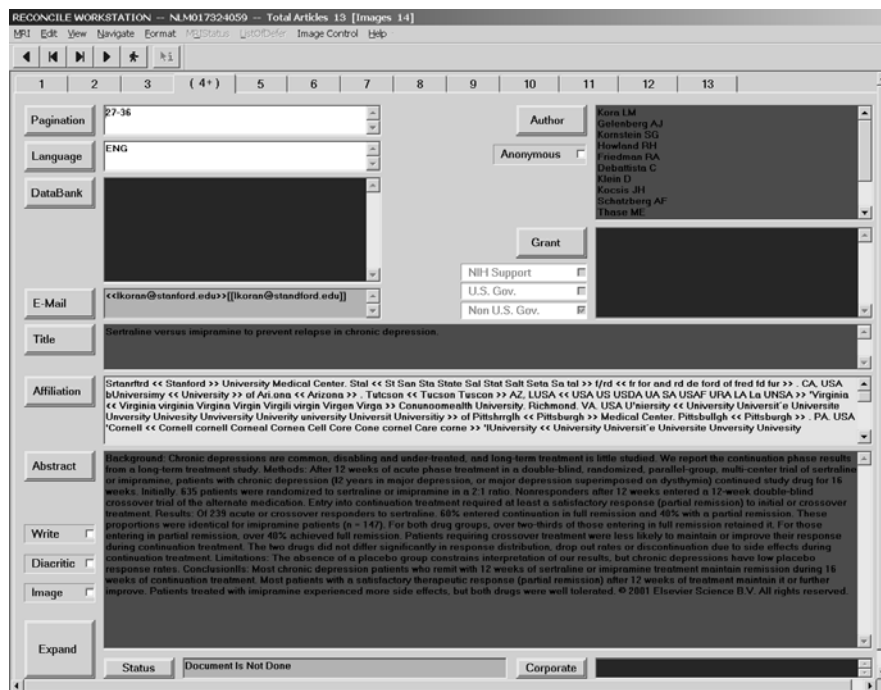 RECONCILE WORKSTATION -- NLM017324059 -- Total Articles 13 [Images 14]
MRI Edit View Navigate Format MRIStatus ListOfDefer Image Control Help
1 2 3 (4+) 5 6 7 8 9 10 11 12 13
Pagination
27-36
Language
ENG
DataBank
E-Mail
<<lkoran@stanford.edu>>[[lkoran@standford.edu]]
Author
Kora LM
Gelenberg AJ
Kornstein SG
Howland RH
Friedman RA
Debattista C
Klein D
Kocsis JH
Schatzberg AF
Thase ME
Anonymous
Grant
NIH Support
U.S. Gov.
Non U.S. Gov.
Title
Sertraline versus imipramine to prevent relapse in chronic depression.
Affiliation
Srtanrftrd << Stanford >> University Medical Center. Stal << St San Sta State Sal Stat Salt Seta Sa tal >> f/rd << fr for and rd de ford of fred fd fur >> . CA, USA
bUniversimy << University >> of Ari.ona << Arizona >> . Tutcson << Tucson Tuscon >> AZ, LUSA << USA US USDA UA SA USAF URA LA La UNSA >> 'Virginia
<< Virginia virginia Virgina Virgin Virgili virgin Virgen Virga >> Conunoomealth University, Richmond, VA, USA U'niersity << University Universit'e Universite
Unversity Univesity Unviversity Univerity university Universit Universitiy >> of Pittshrrglh << Pittsburgh >> Medical Center. Pittsbullgh << Pittsburgh >> . PA. USA
'Cornell << Cornell cornell Corneal Cornea Cell Core Cone cornel Care corne >> 'IUniversity << University Universit'e Universite Unversity Univesity
Abstract
Background: Chronic depressions are common, disabling and under-treated, and long-term treatment is little studied. We report the continuation phase results
from a long-term treatment study. Methods: After 12 weeks of acute phase treatment in a double-blind, randomized, parallel-group, multi-center trial of sertraline
or imipramine, patients with chronic depression (l2 years in major depression, or major depression superimposed on dysthymia) continued study drug for 16
weeks. Initially. 635 patients were randomized to sertraline or imipramine in a 2:1 ratio. Nonresponders after 12 weeks entered a 12-week double-blind
crossover trial of the alternate medication. Entry into continuation treatment required at least a satisfactory response (partial remission) to initial or crossover
treatment. Results: Of 239 acute or crossover responders to sertraline. 60% entered continuation in full remission and 40% with a partial remission. These
proportions were identical for imipramine patients (n = 147). For both drug groups, over two-thirds of those entering in full remission retained it. For those
entering in partial remission, over 40% achieved full remission. Patients requiring crossover treatment were less likely to maintain or improve their response
during continuation treatment. The two drugs did not differ significantly in response distribution, drop out rates or discontinuation due to side effects during
continuation treatment. Limitations: The absence of a placebo group constrains interpretation of our results, but chronic depressions have low placebo
response rates. Conclusionlls: Most chronic depression patients who remit with 12 weeks of sertraline or imipramine treatment maintain remission during 16
weeks of continuation treatment. Most patients with a satisfactory therapeutic response (partial remission) after 12 weeks of treatment maintain it or further
improve. Patients treated with imipramine experienced more side effects, but both drugs were well tolerated. © 2001 Elsevier Science B.V. All rights reserved.
Write
Diacritic
Image
Expand
Status
Document Is Not Done
Corporate